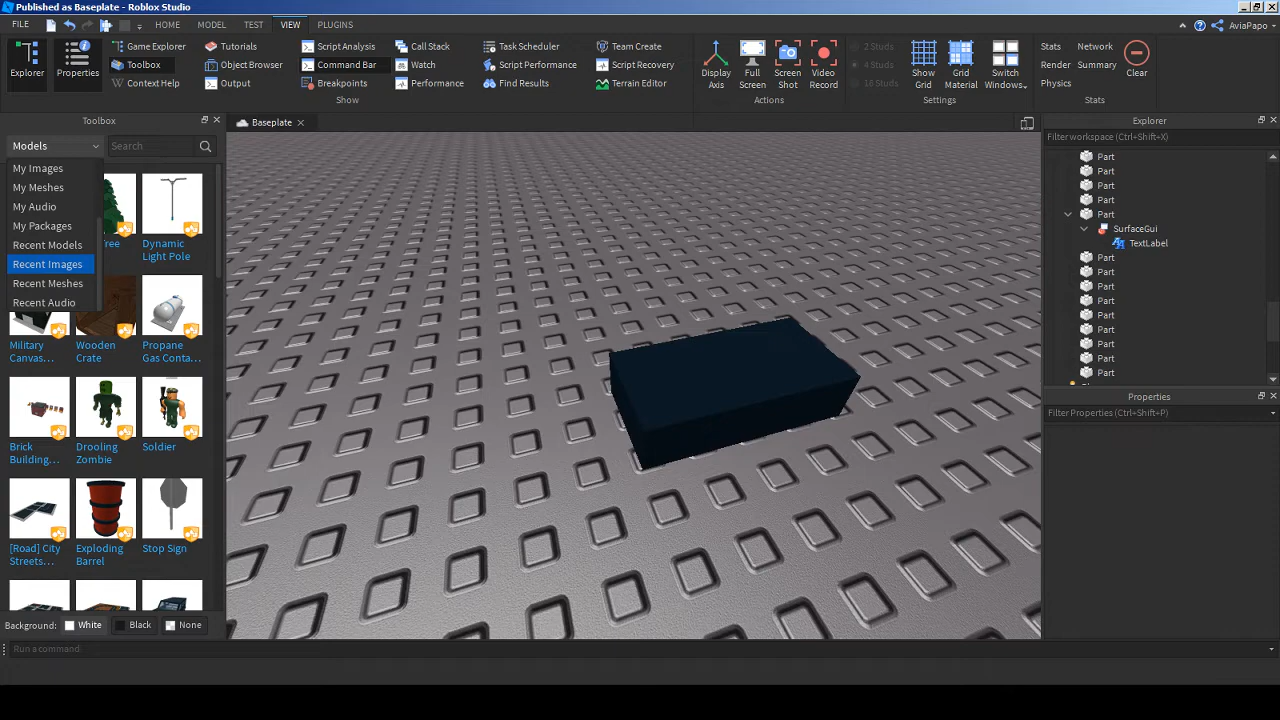 Published as Baseplate - Roblox Studio
FILE HOME MODEL TEST VIEW PLUGINS AviaPapo
Explorer
Properties
Game Explorer
Toolbox
Context Help
Tutorials
Object Browser
Output
Script Analysis
Command Bar
Breakpoints
Call Stack
Watch
Performance
Task Scheduler
Script Performance
Find Results
Team Create
Script Recovery
Terrain Editor
Show
Display Axis
Full Screen
Screen Shot
Video Record
Actions
2 Studs
4 Studs
16 Studs
Show Grid
Grid Material
Switch Windows
Settings
Stats
Render
Physics
Network
Summary
Clear
Stats
Toolbox
Models
Search
My Images
My Meshes
My Audio
My Packages
Recent Models
Recent Images
Recent Meshes
Recent Audio
Tree
Dynamic
Light Pole
Military
Canvas...
Wooden
Crate
Propane
Gas Conta...
Brick
Building...
Drooling
Zombie
Soldier
[Road] City
Streets...
Exploding
Barrel
Stop Sign
Background: White Black None
Run a command
Baseplate
Explorer
Filter workspace (Ctrl+Shift+X)
Part
Part
Part
Part
Part
SurfaceGui
TextLabel
Part
Part
Part
Part
Part
Part
Part
Part
Part
Properties
Filter Properties (Ctrl+Shift+P)